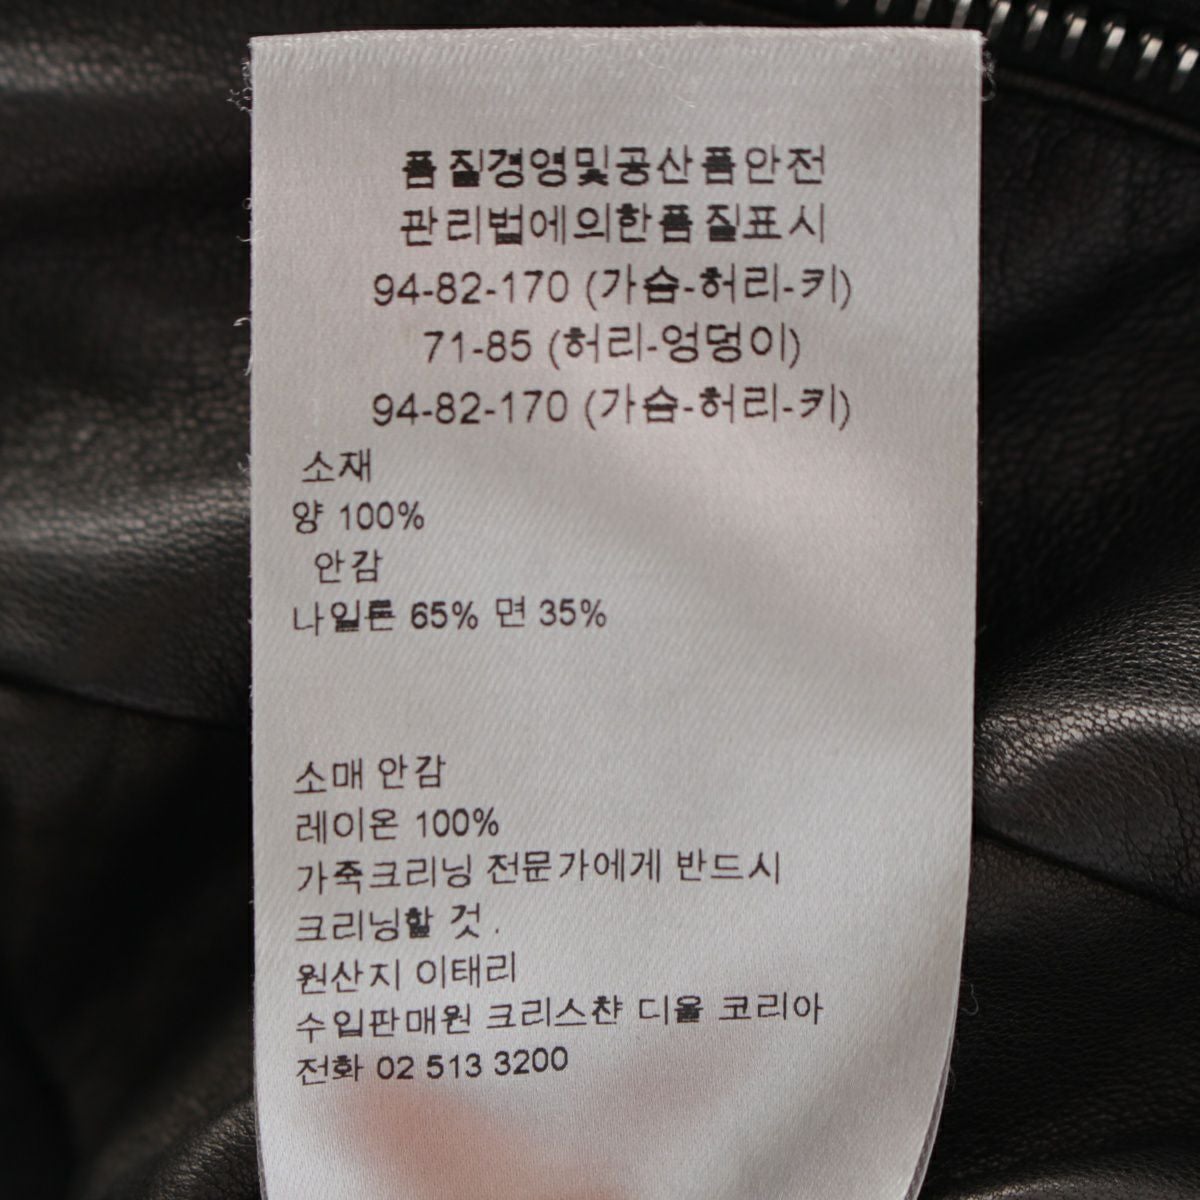 품질경영및공산품안전
관리법에의한품질표시
94-82-170 (가슴-허리-키)
71-85 (허리-엉덩이)
94-82-170 (가슴-허리-키)
소재
양 100%
안감
나일론 65% 면 35%
소매 안감
레이온 100%
가죽크리닝 전문가에게 반드시
크리닝할 것.
원산지 이태리
수입판매원 크리스챤 디올 코리아
전화 02 513 3200